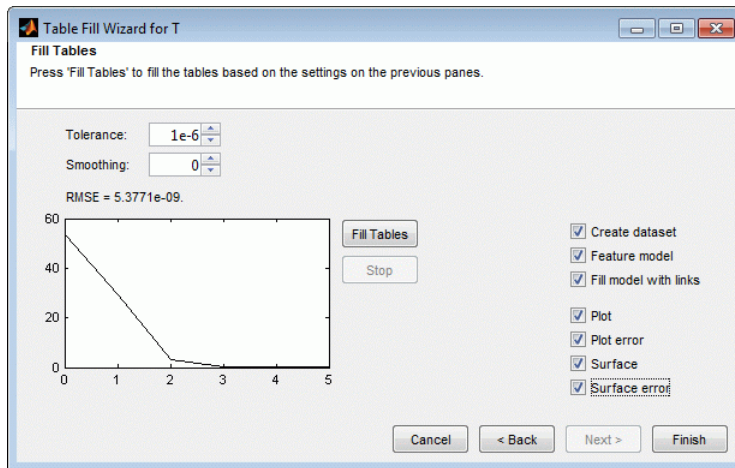 Table Fill Wizard for T
Fill Tables
Press 'Fill Tables' to fill the tables based on the settings on the previous panes.
Tolerance: 1e-6
Smoothing: 0
RMSE = 5.3771e-09.
60
40
20
0
0 1 2 3 4 5
Fill Tables
Stop
Create dataset
Feature model
Fill model with links
Plot
Plot error
Surface
Surface error
Cancel < Back Next > Finish